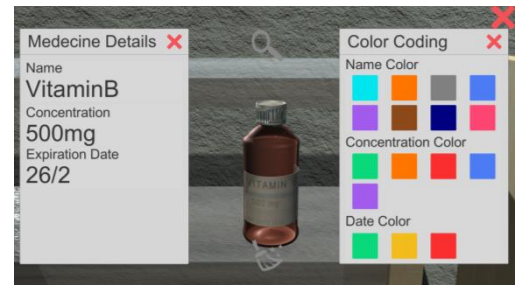 Medecine Details
Name
VitaminB
Concentration
500mg
Expiration Date
26/2
VITAMIN
Color Coding
Name Color
Concentration Color
Date Color